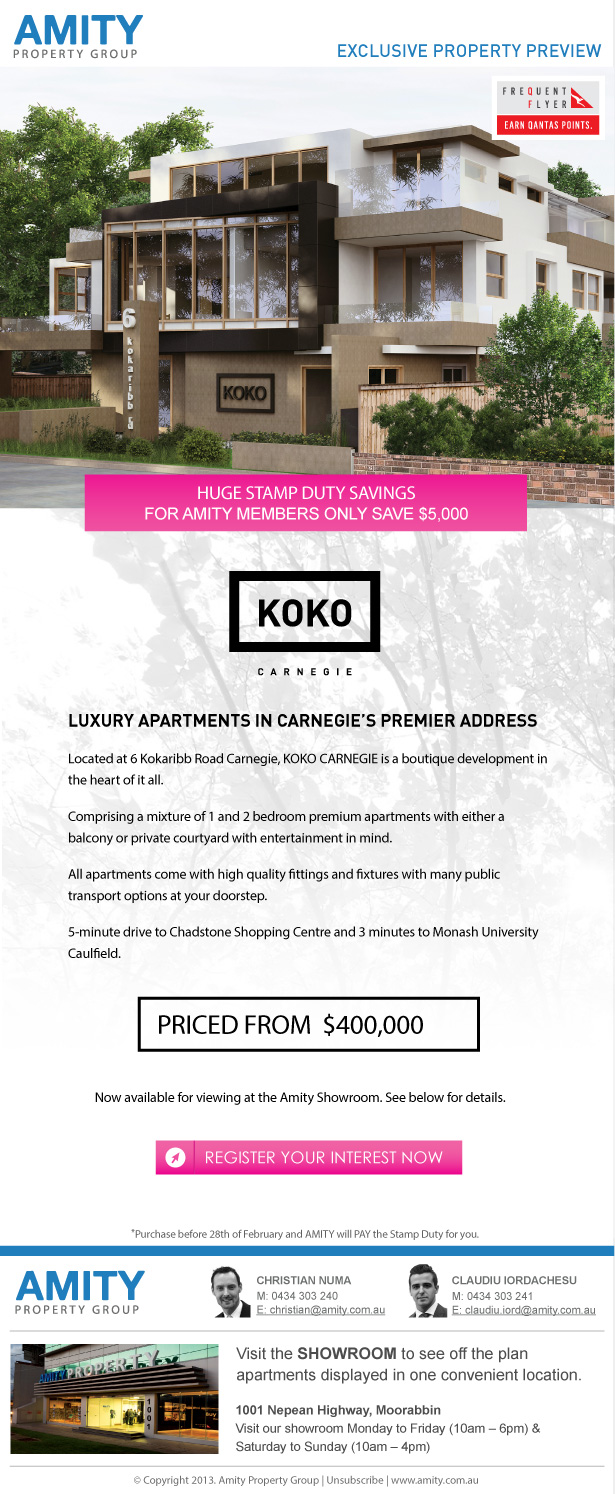 AMITY
PROPERTY GROUP
EXCLUSIVE PROPERTY PREVIEW
FREQUENT
FLYER
EARN QANTAS POINTS.
6
kokaribb rd
KOKO
HUGE STAMP DUTY SAVINGS
FOR AMITY MEMBERS ONLY SAVE $5,000
KOKO
CARNEGIE
LUXURY APARTMENTS IN CARNEGIE'S PREMIER ADDRESS
Located at 6 Kokaribb Road Carnegie, KOKO CARNEGIE is a boutique development in
the heart of it all.
Comprising a mixture of 1 and 2 bedroom premium apartments with either a
balcony or private courtyard with entertainment in mind.
All apartments come with high quality fittings and fixtures with many public
transport options at your doorstep.
5-minute drive to Chadstone Shopping Centre and 3 minutes to Monash University
Caulfield.
PRICED FROM $400,000
Now available for viewing at the Amity Showroom. See below for details.
REGISTER YOUR INTEREST NOW
*Purchase before 28th of February and AMITY will PAY the Stamp Duty for you.
AMITY
PROPERTY GROUP
CHRISTIAN NUMA
M: 0434 303 240
E: christian@amity.com.au
CLAUDIU IORDACHESU
M: 0434 303 241
E: claudiu.iord@amity.com.au
AMITY PROPERTY
1001
Visit the SHOWROOM to see off the plan
apartments displayed in one convenient location.
1001 Nepean Highway, Moorabbin
Visit our showroom Monday to Friday (10am – 6pm) &
Saturday to Sunday (10am – 4pm)
© Copyright 2013. Amity Property Group | Unsubscribe | www.amity.com.au